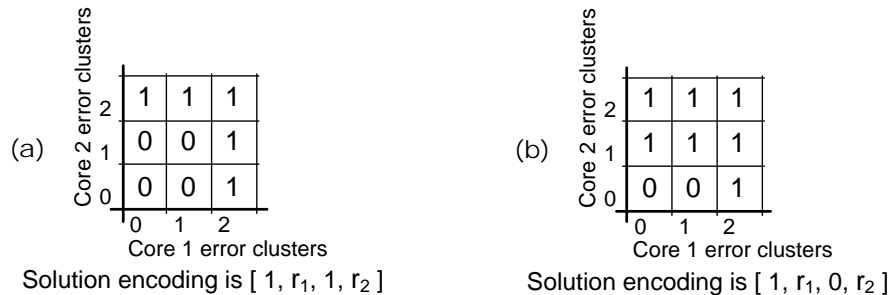 (a)
Core 2 error clusters
2
1 1 1
1
0 0 1
0
0 0 1
0 1 2
Core 1 error clusters
Solution encoding is [ 1, r₁, 1, r₂ ]
(b)
Core 2 error clusters
2
1 1 1
1
1 1 1
0
0 0 1
0 1 2
Core 1 error clusters
Solution encoding is [ 1, r₁, 0, r₂ ]